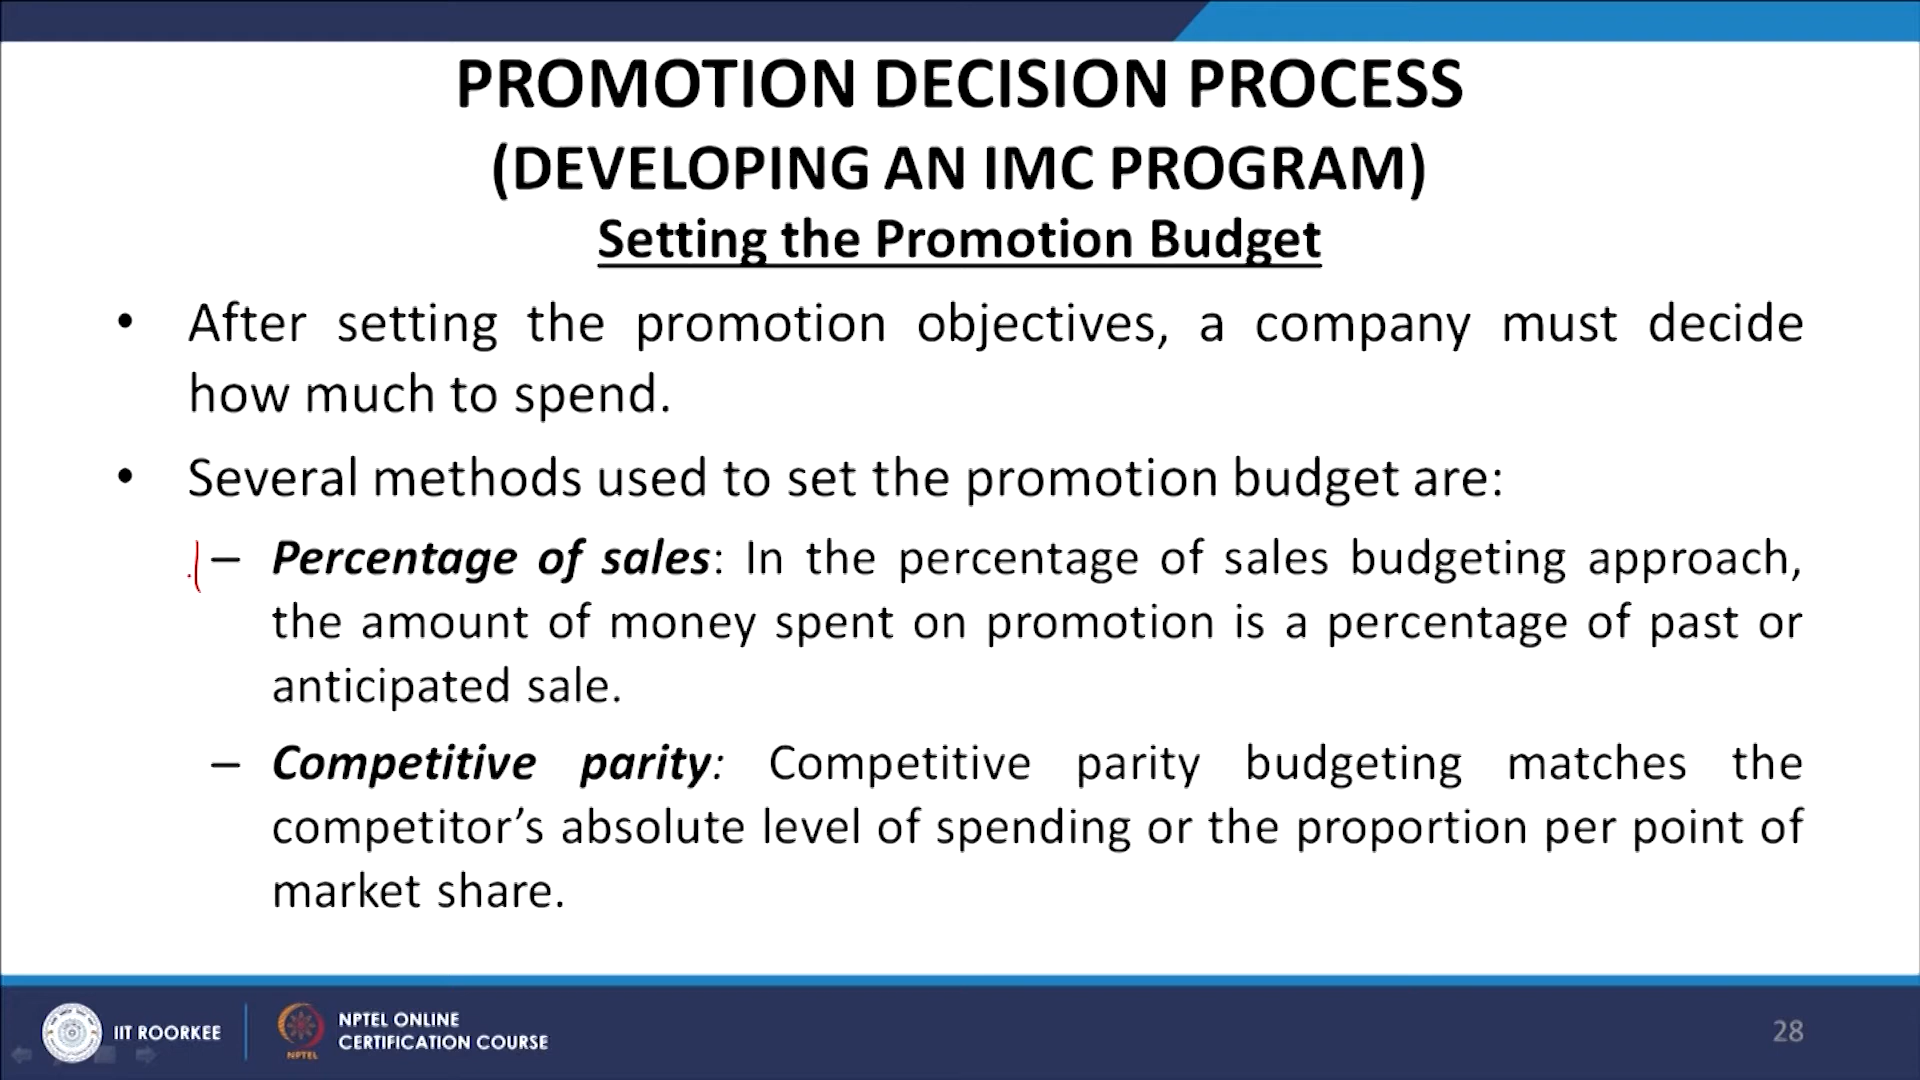 PROMOTION DECISION PROCESS
(DEVELOPING AN IMC PROGRAM)
Setting the Promotion Budget
• After setting the promotion objectives, a company must decide
how much to spend.
• Several methods used to set the promotion budget are:
– Percentage of sales: In the percentage of sales budgeting approach,
the amount of money spent on promotion is a percentage of past or
anticipated sale.
– Competitive parity: Competitive parity budgeting matches the
competitor’s absolute level of spending or the proportion per point of
market share.
IIT ROORKEE
NPTEL
NPTEL ONLINE
CERTIFICATION COURSE
28